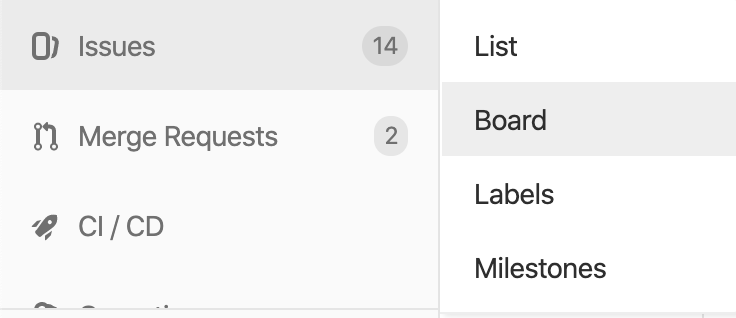 Issues
14
Merge Requests
2
CI / CD
List
Board
Labels
Milestones